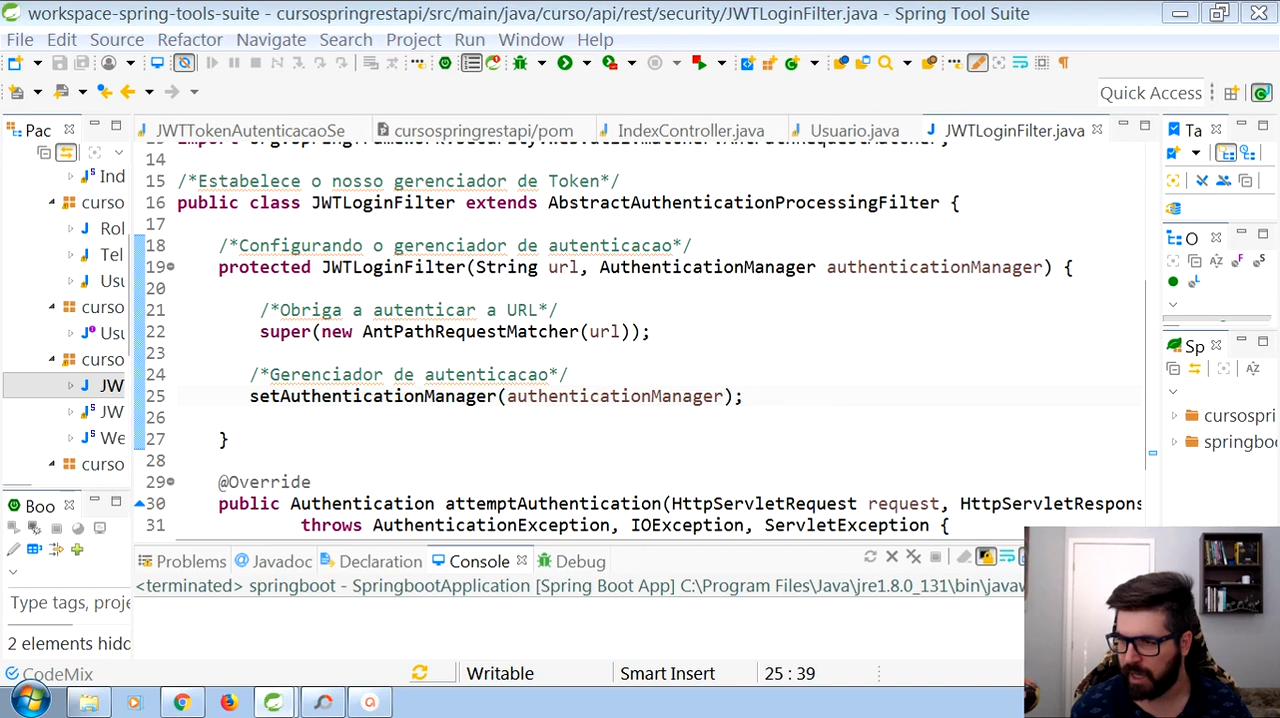 workspace-spring-tools-suite - cursospringrestapi/src/main/java/curso/api/rest/security/JWTLoginFilter.java - Spring Tool Suite
File Edit Source Refactor Navigate Search Project Run Window Help
Quick Access
Pac
JWTTokenAutenticacaoSe
cursospringrestapi/pom
IndexController.java
Usuario.java
JWTLoginFilter.java
Ta
Ind
curso
Rol
Tel
Usu
curso
Usu
curso
JW
JW
We
curso
14
15 /*Estabelece o nosso gerenciador de Token*/
16 public class JWTLoginFilter extends AbstractAuthenticationProcessingFilter {
17
18 /*Configurando o gerenciador de autenticacao*/
19 protected JWTLoginFilter(String url, AuthenticationManager authenticationManager) {
20
21 /*Obriga a autenticar a URL*/
22 super(new AntPathRequestMatcher(url));
23
24 /*Gerenciador de autenticacao*/
25 setAuthenticationManager(authenticationManager);
26
27 }
28
29 @Override
30 public Authentication attemptAuthentication(HttpServletRequest request, HttpServletRespons
31 throws AuthenticationException, IOException, ServletException {
O
Sp
cursospri
springbo
Boo
Type tags, proje
2 elements hidd
Problems @ Javadoc Declaration Console Debug
<terminated> springboot - SpringbootApplication [Spring Boot App] C:\Program Files\Java\jre1.8.0_131\bin\javaw
CodeMix
Writable
Smart Insert
25 : 39